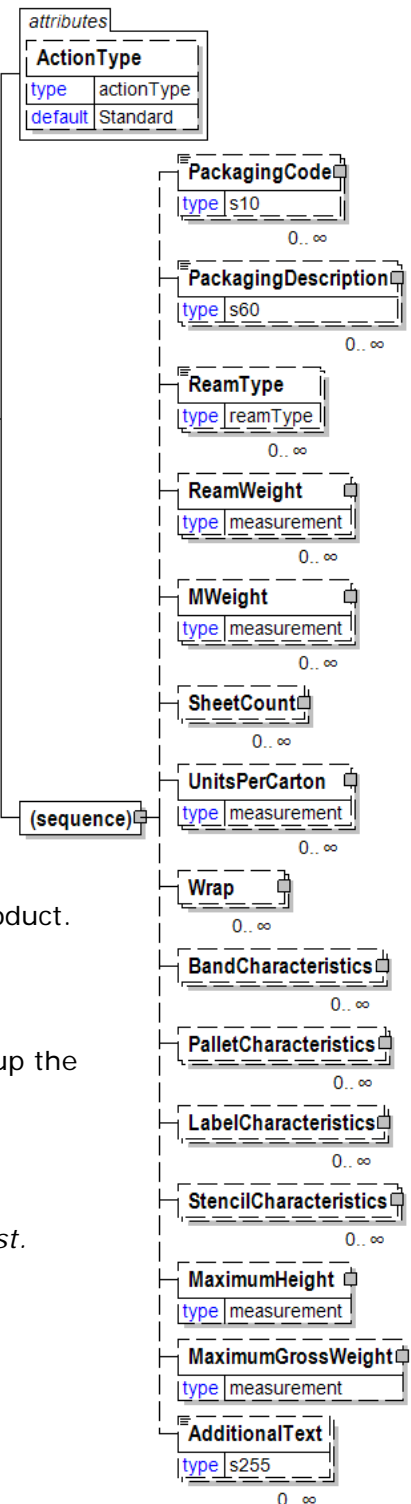 attributes
ActionType
type actionType
default Standard
PackagingCode
type s10
0.. ∞
PackagingDescription
type s60
0.. ∞
ReamType
type reamType
0.. ∞
ReamWeight
type measurement
0.. ∞
MWeight
type measurement
0.. ∞
SheetCount
0.. ∞
UnitsPerCarton
type measurement
(sequence)
0.. ∞
Wrap
0.. ∞
oduct.
BandCharacteristics
0.. ∞
PalletCharacteristics
up the
0.. ∞
LabelCharacteristics
0.. ∞
StencilCharacteristics
st.
0.. ∞
MaximumHeight
type measurement
MaximumGrossWeight
type measurement
AdditionalText
type s255
0.. ∞